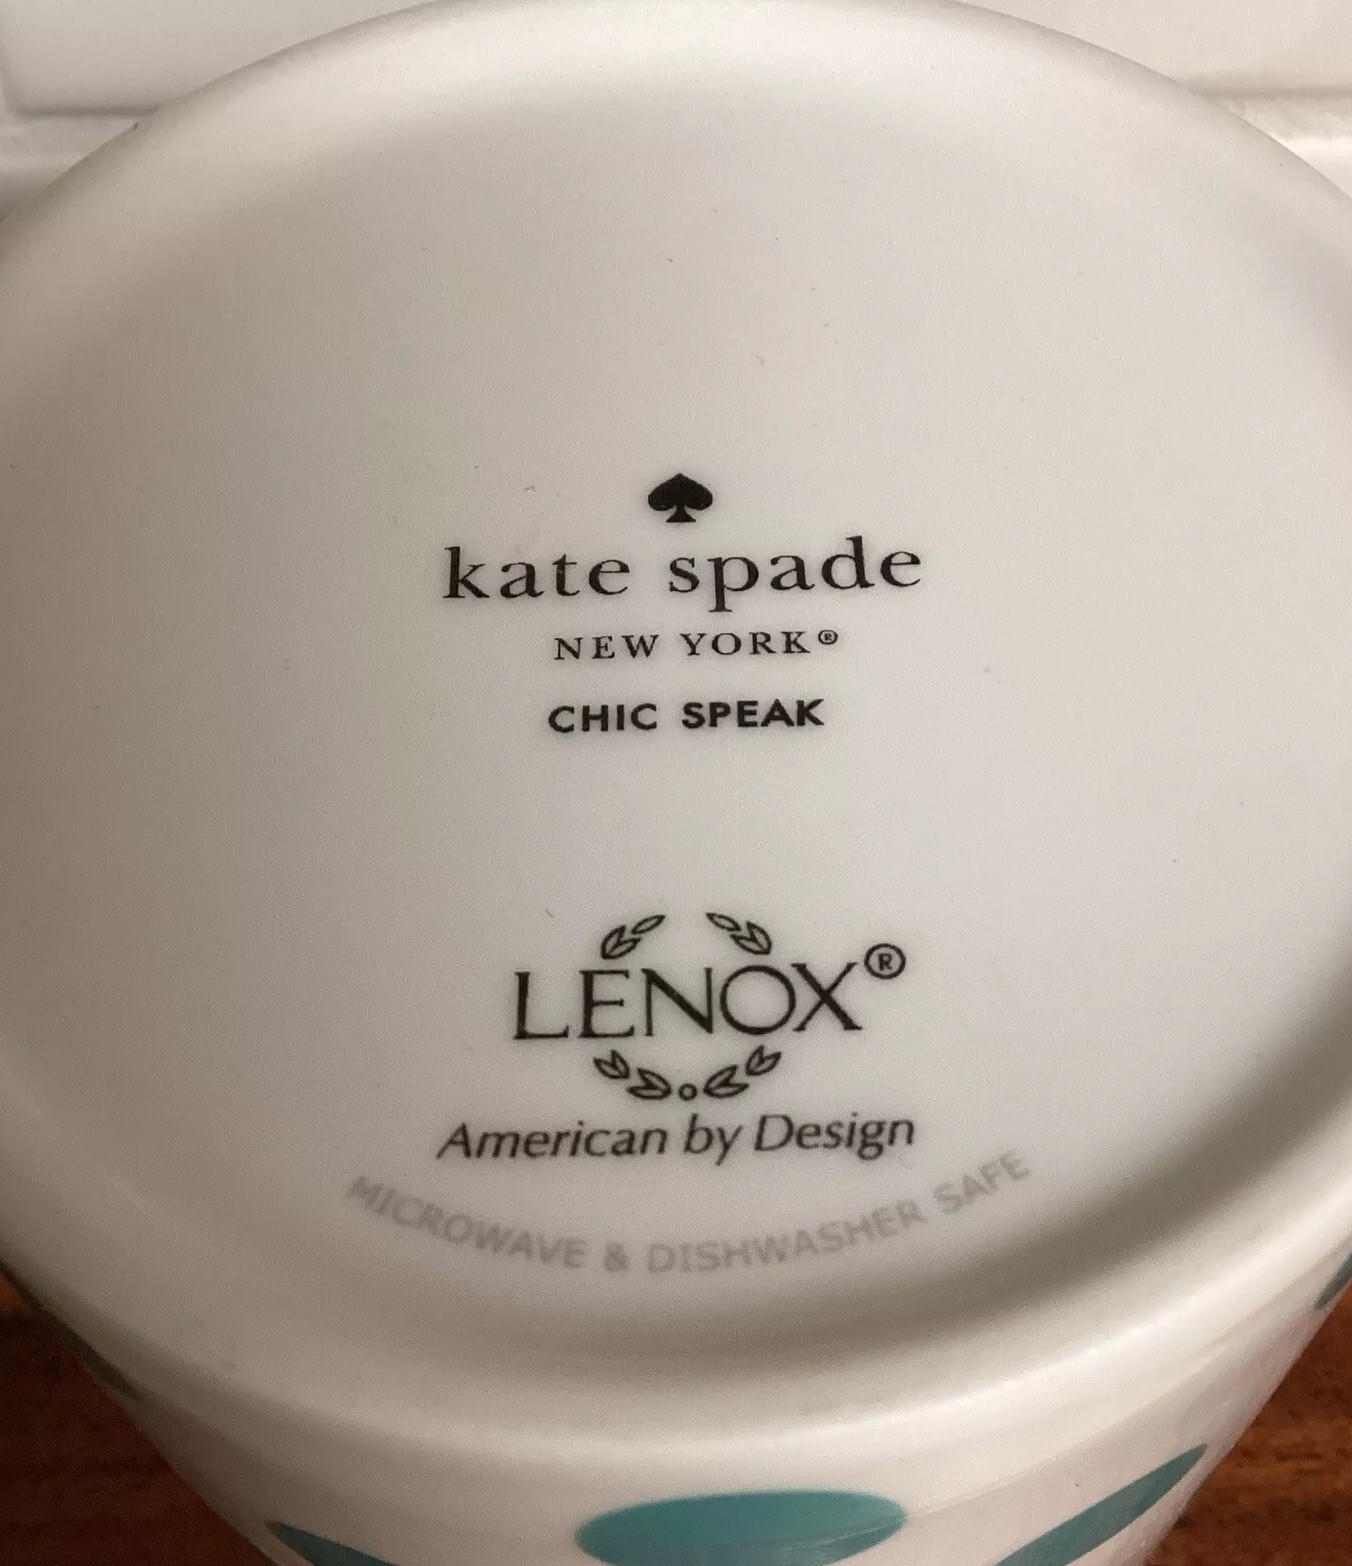 kate spade
NEW YORK®
CHIC SPEAK
LENOX®
American by Design
MICROWAVE & DISHWASHER SAFE